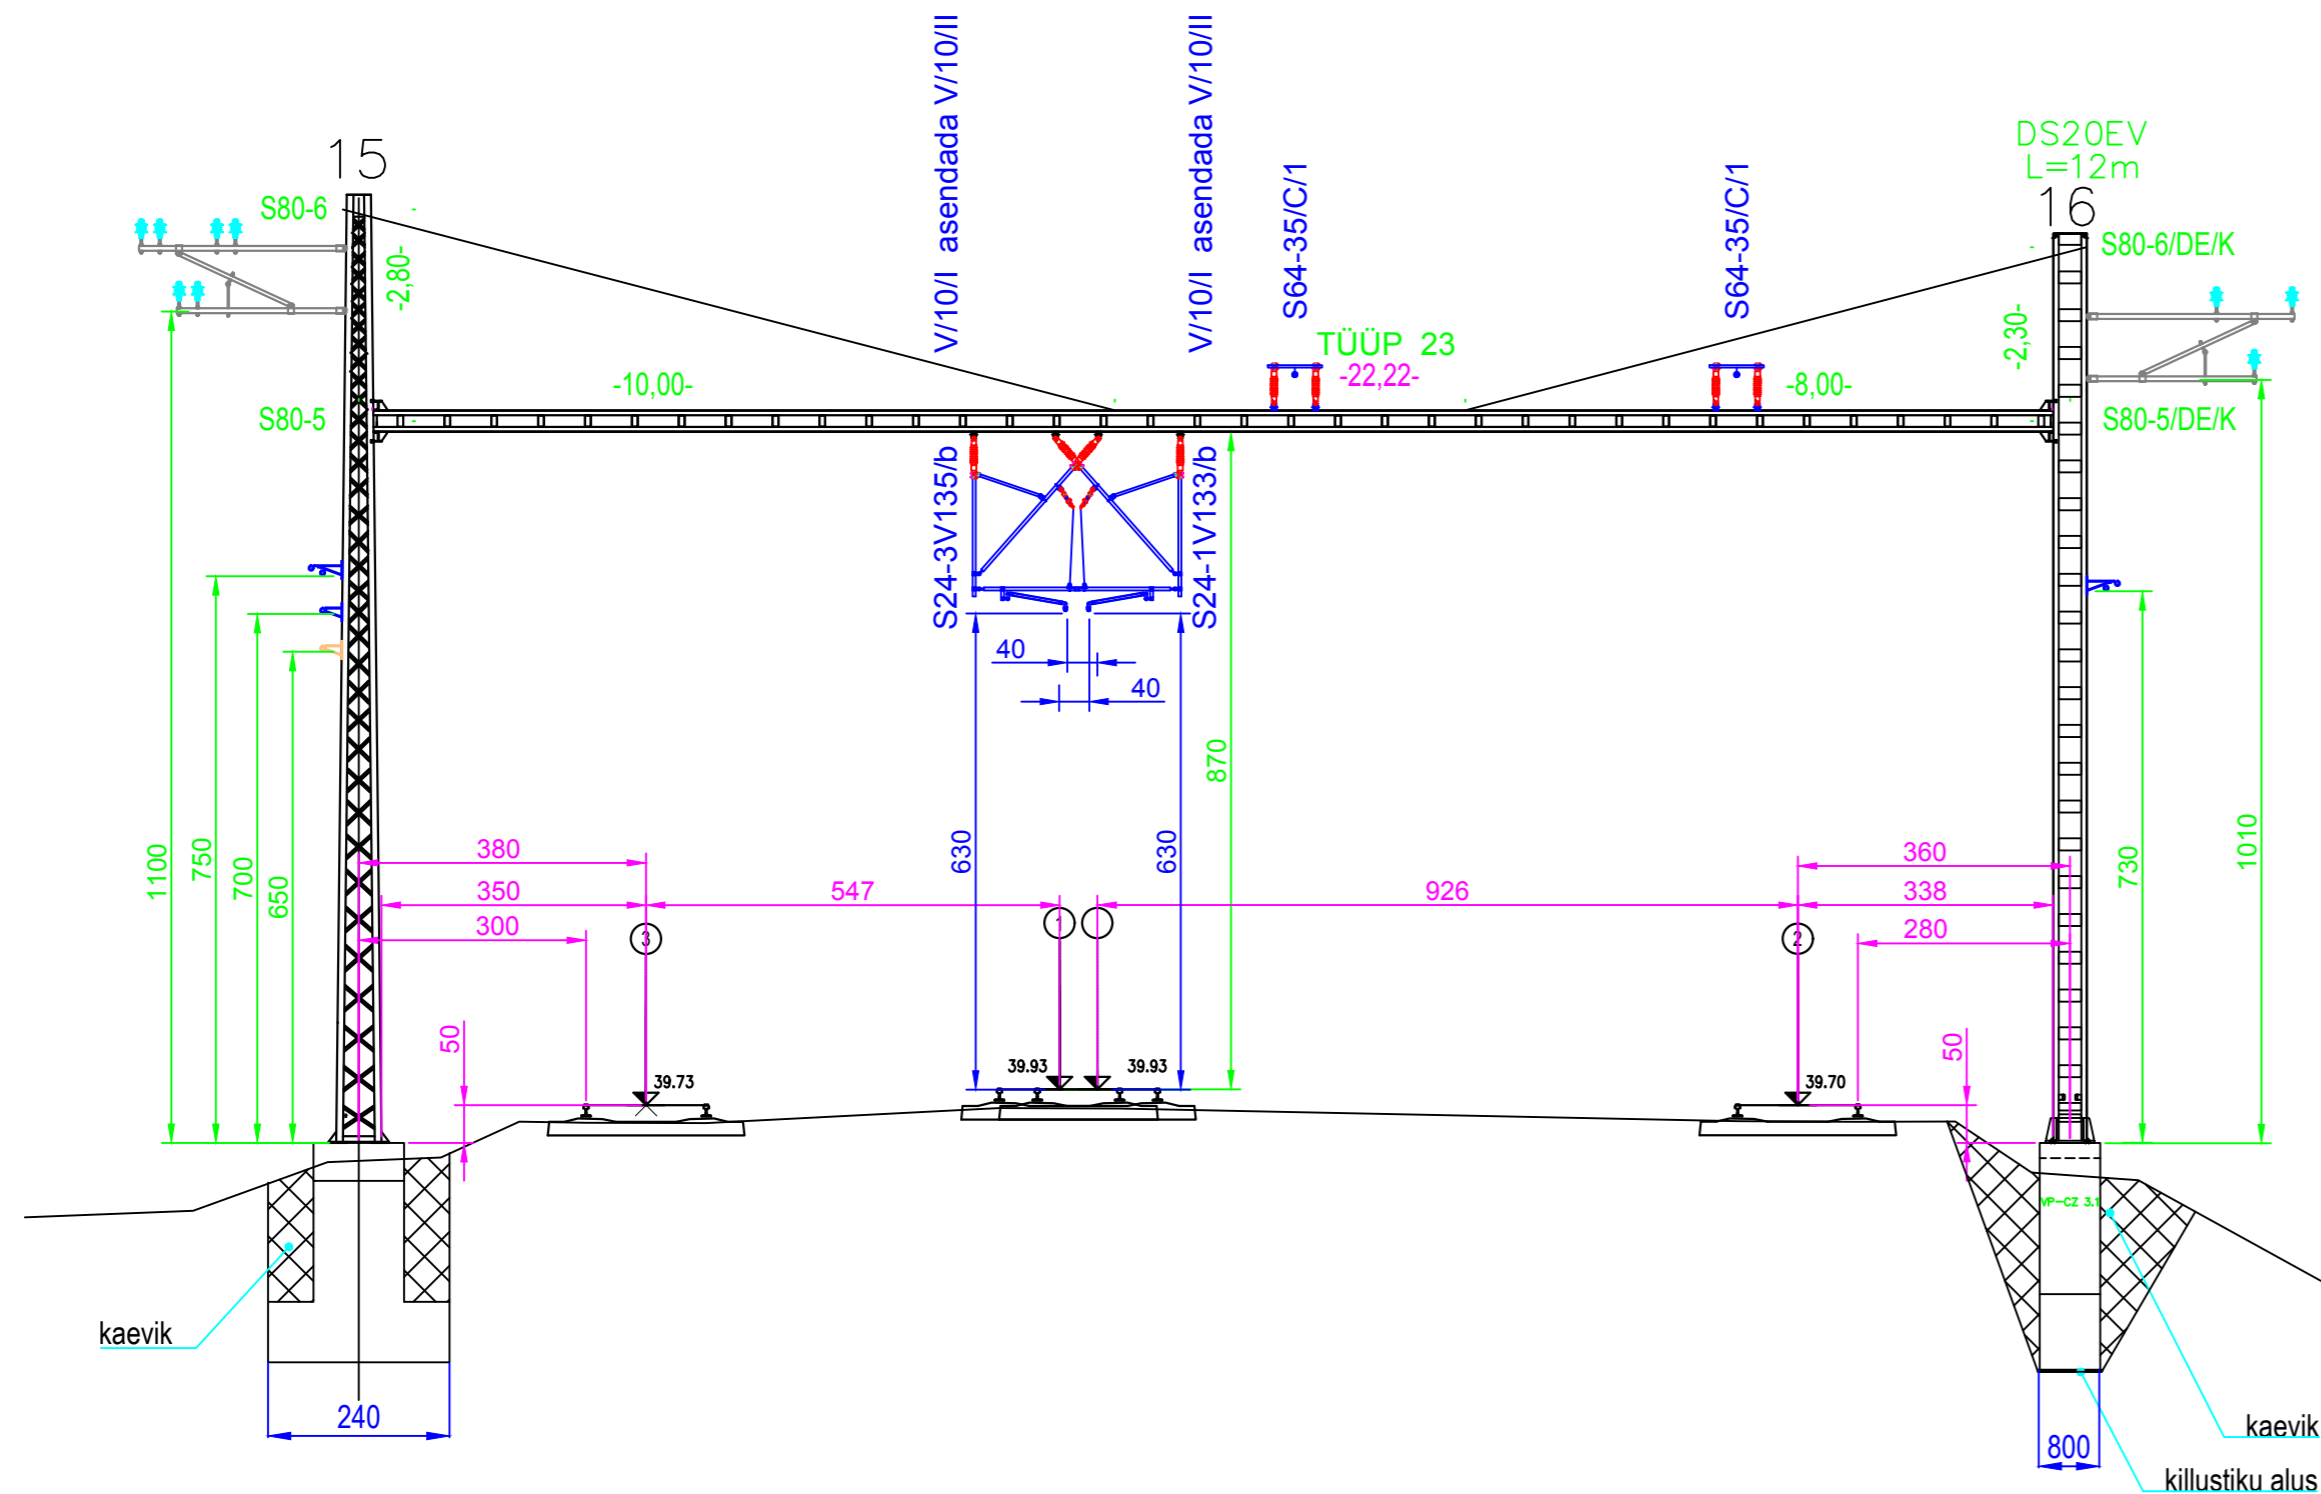 V/10/I asendada V/10/II
V/10/I asendada V/10/II
S64-35/C/1
S64-35/C/1
15
DS20EV
L=12m
16
S80-6
S80-6/DE/K
-2,80-
-2,30-
TÜÜP 23
-22,22-
-10,00-
-8,00-
S80-5
S80-5/DE/K
S24-3V135/b
S24-1V133/b
40
40
870
1100
750
700
650
630
630
730
1010
380
350
300
547
926
360
338
280
3
1
2
50
50
39.73
39.93
39.93
39.70
VP-CZ 3.1
kaevik
240
800
kaevik
killustiku alus